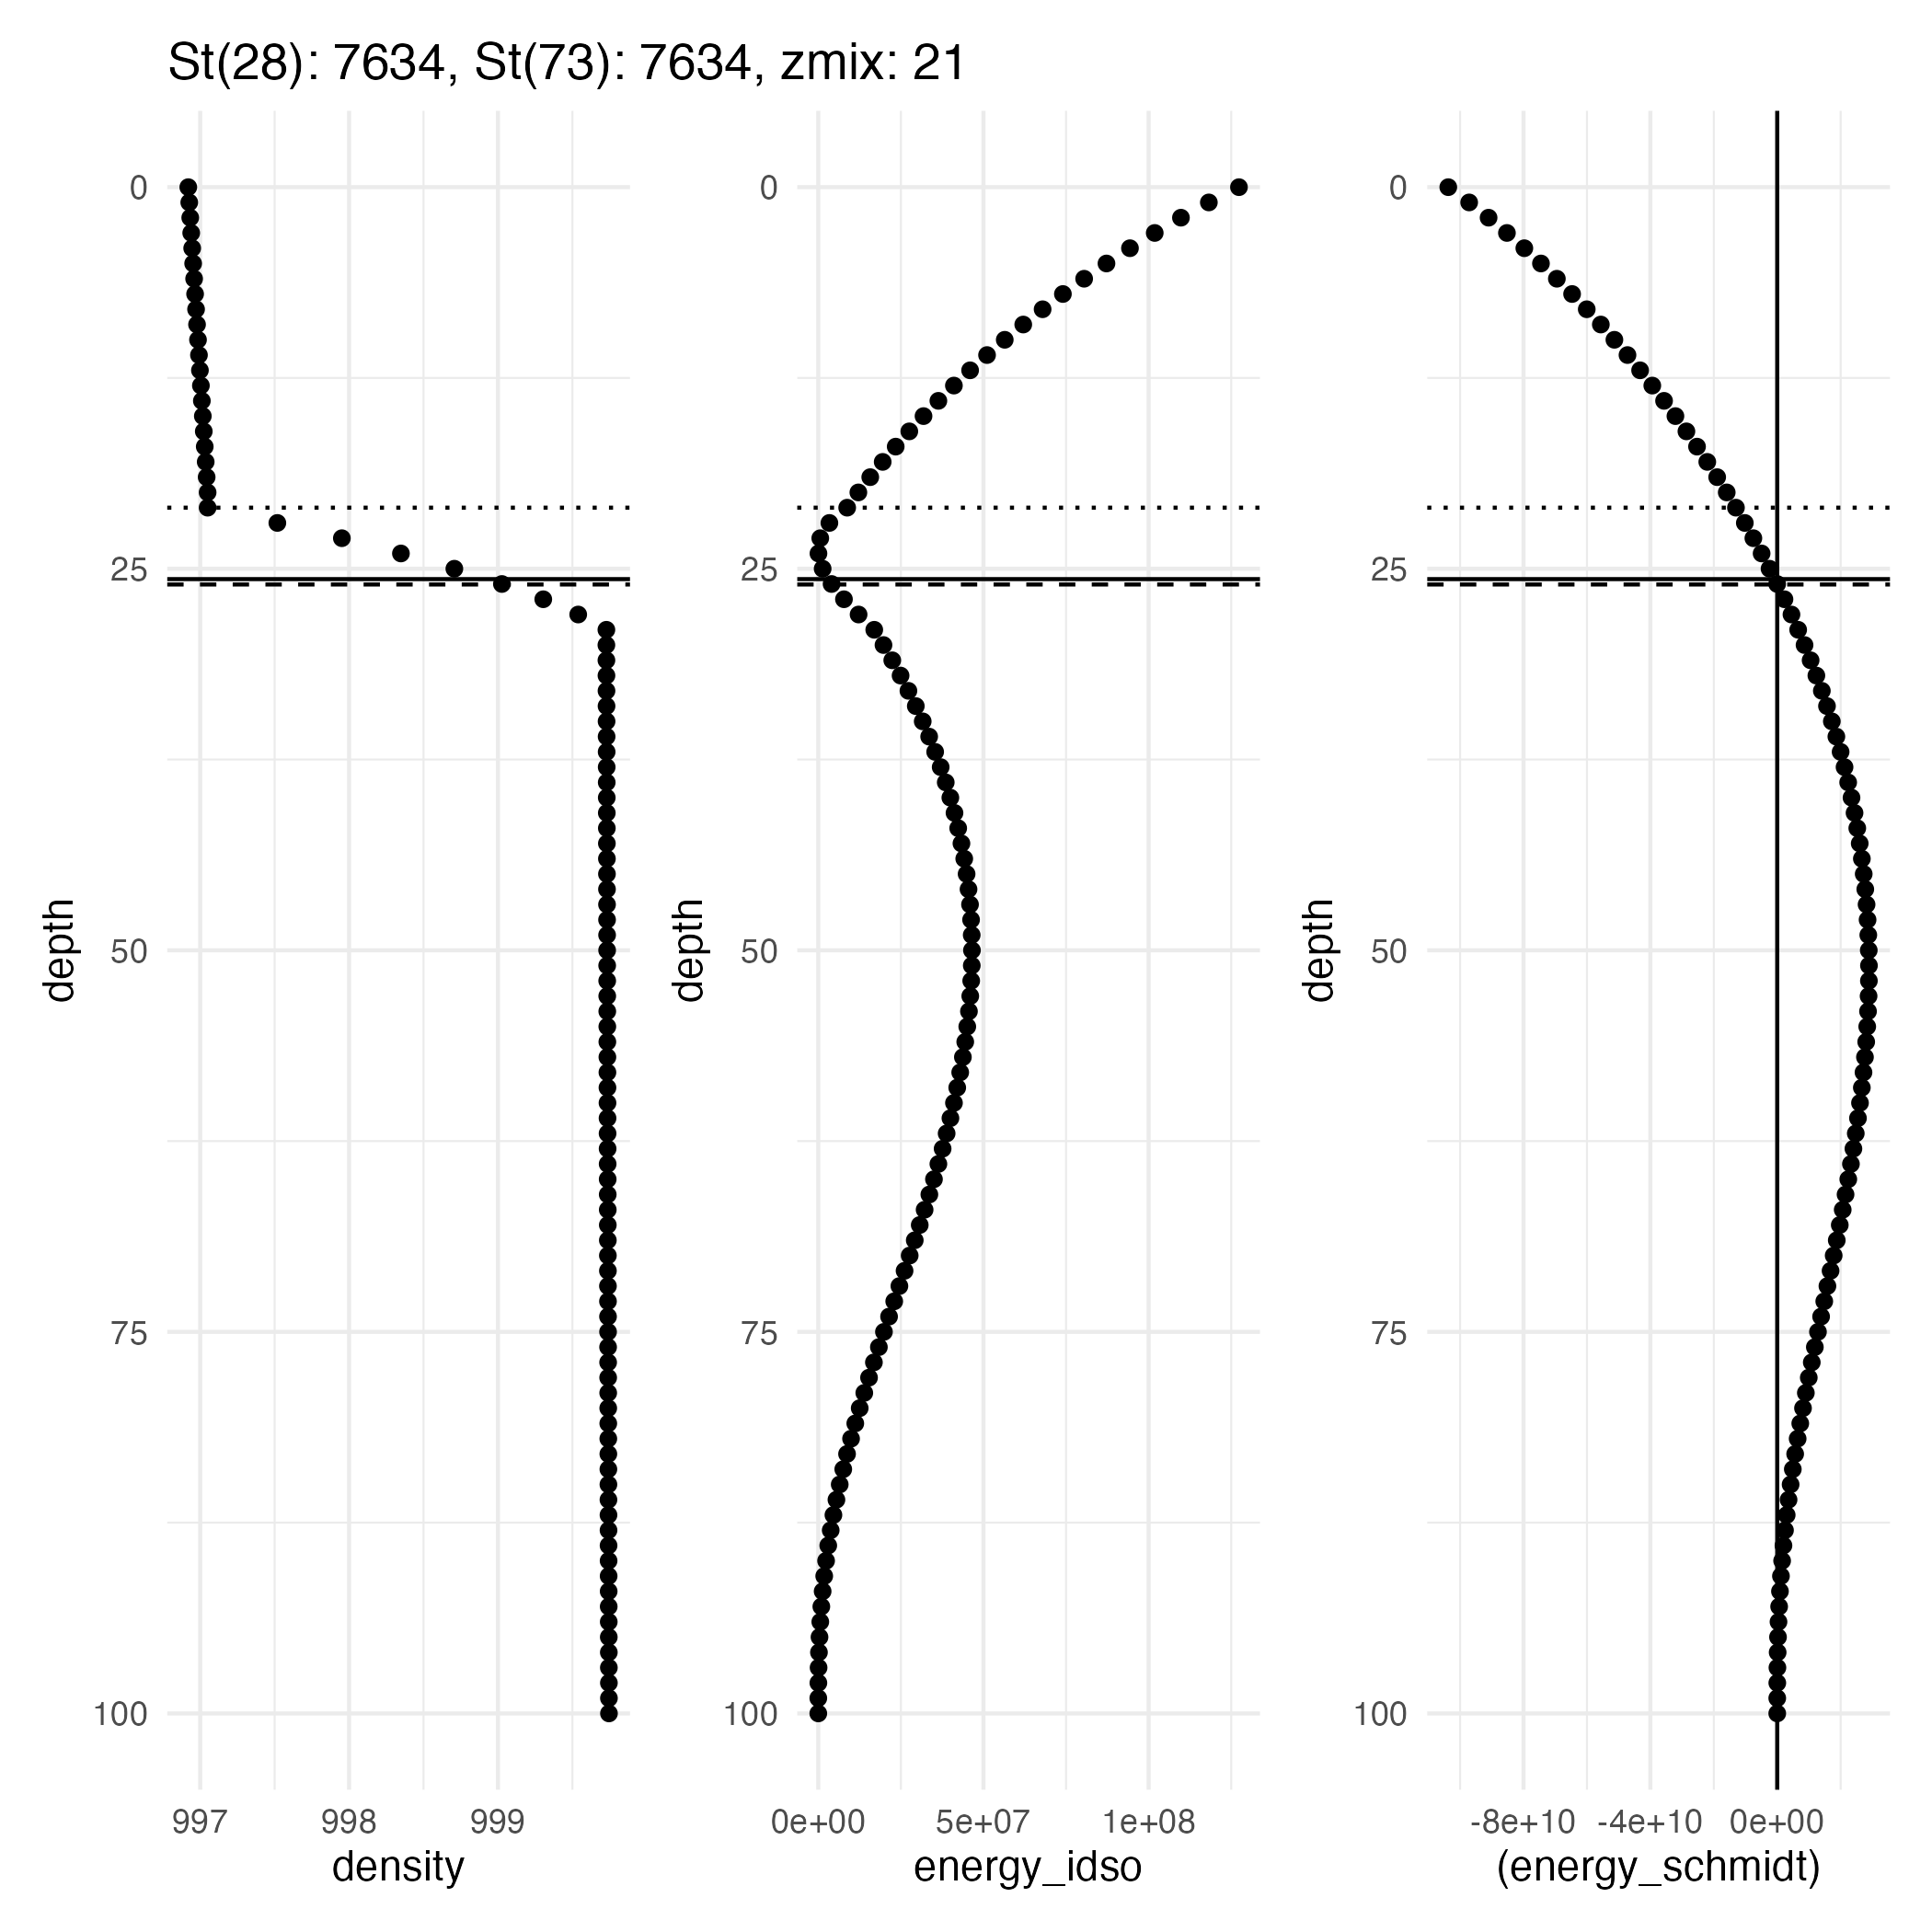 St(28): 7634, St(73): 7634, zmix: 21
depth
0
25
50
75
100
997
998
999
density
depth
0
25
50
75
100
0e+00
5e+07
1e+08
energy_idso
depth
0
25
50
75
100
-8e+10
-4e+10
0e+00
(energy_schmidt)